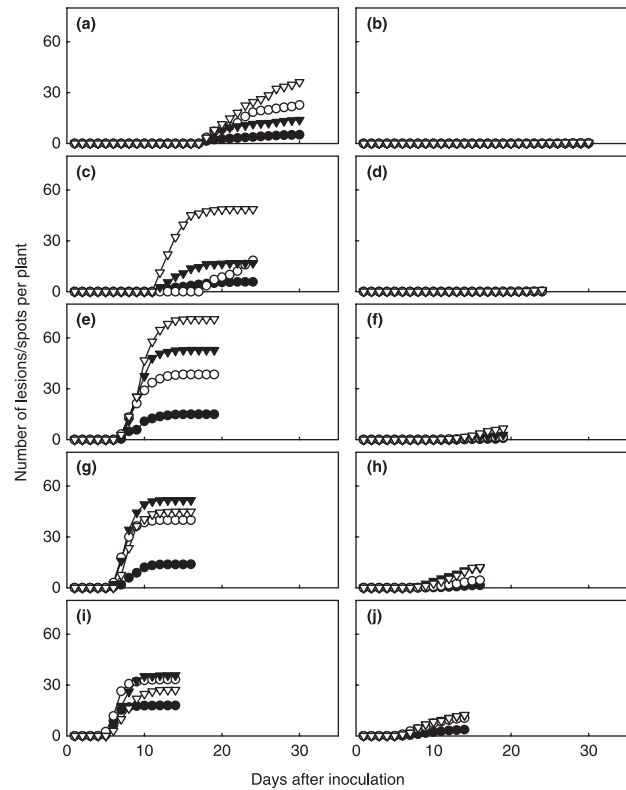 Number of lesions/spots per plant
(a)
(b)
60
30
0
(c)
(d)
60
30
0
(e)
(f)
60
30
0
(g)
(h)
60
30
0
(i)
(j)
60
30
0
0 10 20 30 0 10 20 30
Days after inoculation